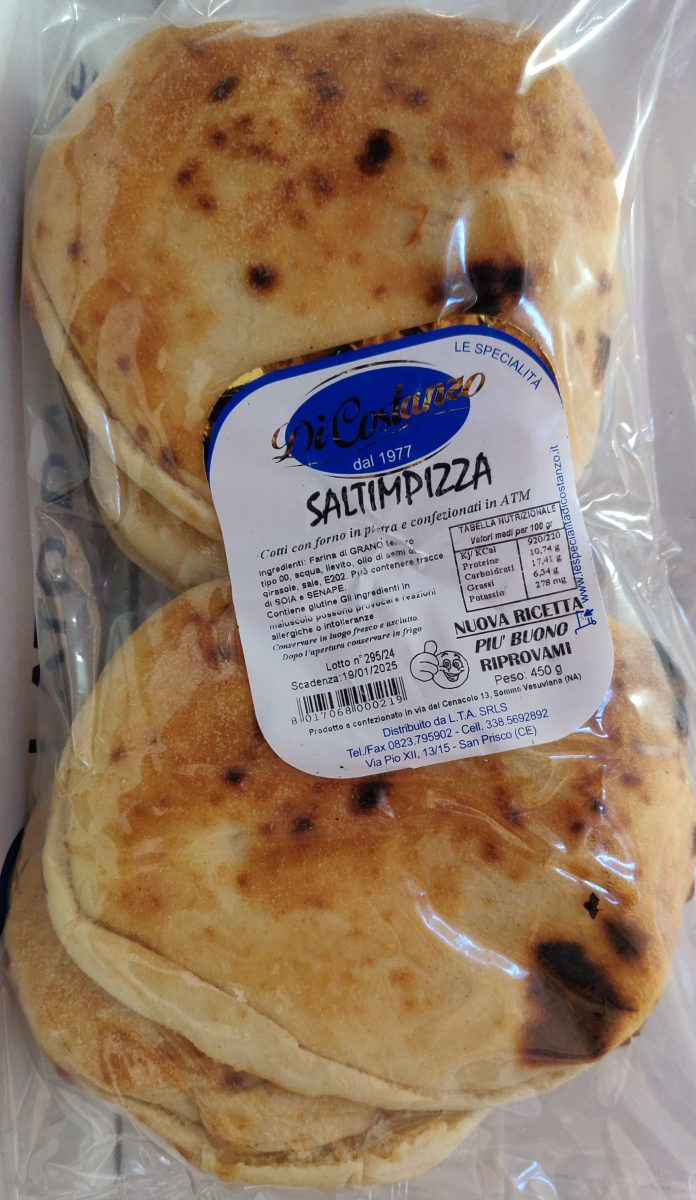 LE SPECIALITÀ
Di Costanzo
dal 1977
SALTIMPIZZA
Cotti con forno in pietra e confezionati in ATM
Ingredienti: Farina di GRANO tenero
tipo 00, acqua, lievito, olio di semi di
girasole, sale, E202. Può contenere tracce
di SOIA e SENAPE.
Contiene glutine Gli ingredienti in
maiuscolo possono provocare reazioni
allergiche o intolleranze
Conservare in luogo fresco e asciutto.
Dopo l'apertura conservare in frigo
TABELLA NUTRIZIONALE
Valori medi per 100 gr
KJ/KCal 920/220
Proteine 10,74 g
Carboidrati 17,41 g
Grassi 6,34 g
Potassio 278 mg
www.lespecialitadicostanzo.it
NUOVA RICETTA
PIU' BUONO
RIPROVAMI
Peso: 450 g
Lotto n° 295/24
Scadenza:19/01/2025
8 017068 000219
Prodotto e confezionato in via del Cenacolo 13, Somma Vesuviana (NA)
Distribuito da L.T.A. SRLS
Tel./Fax 0823.795902 - Cell. 338.5692892
Via Pio XII, 13/15 - San Prisco (CE)